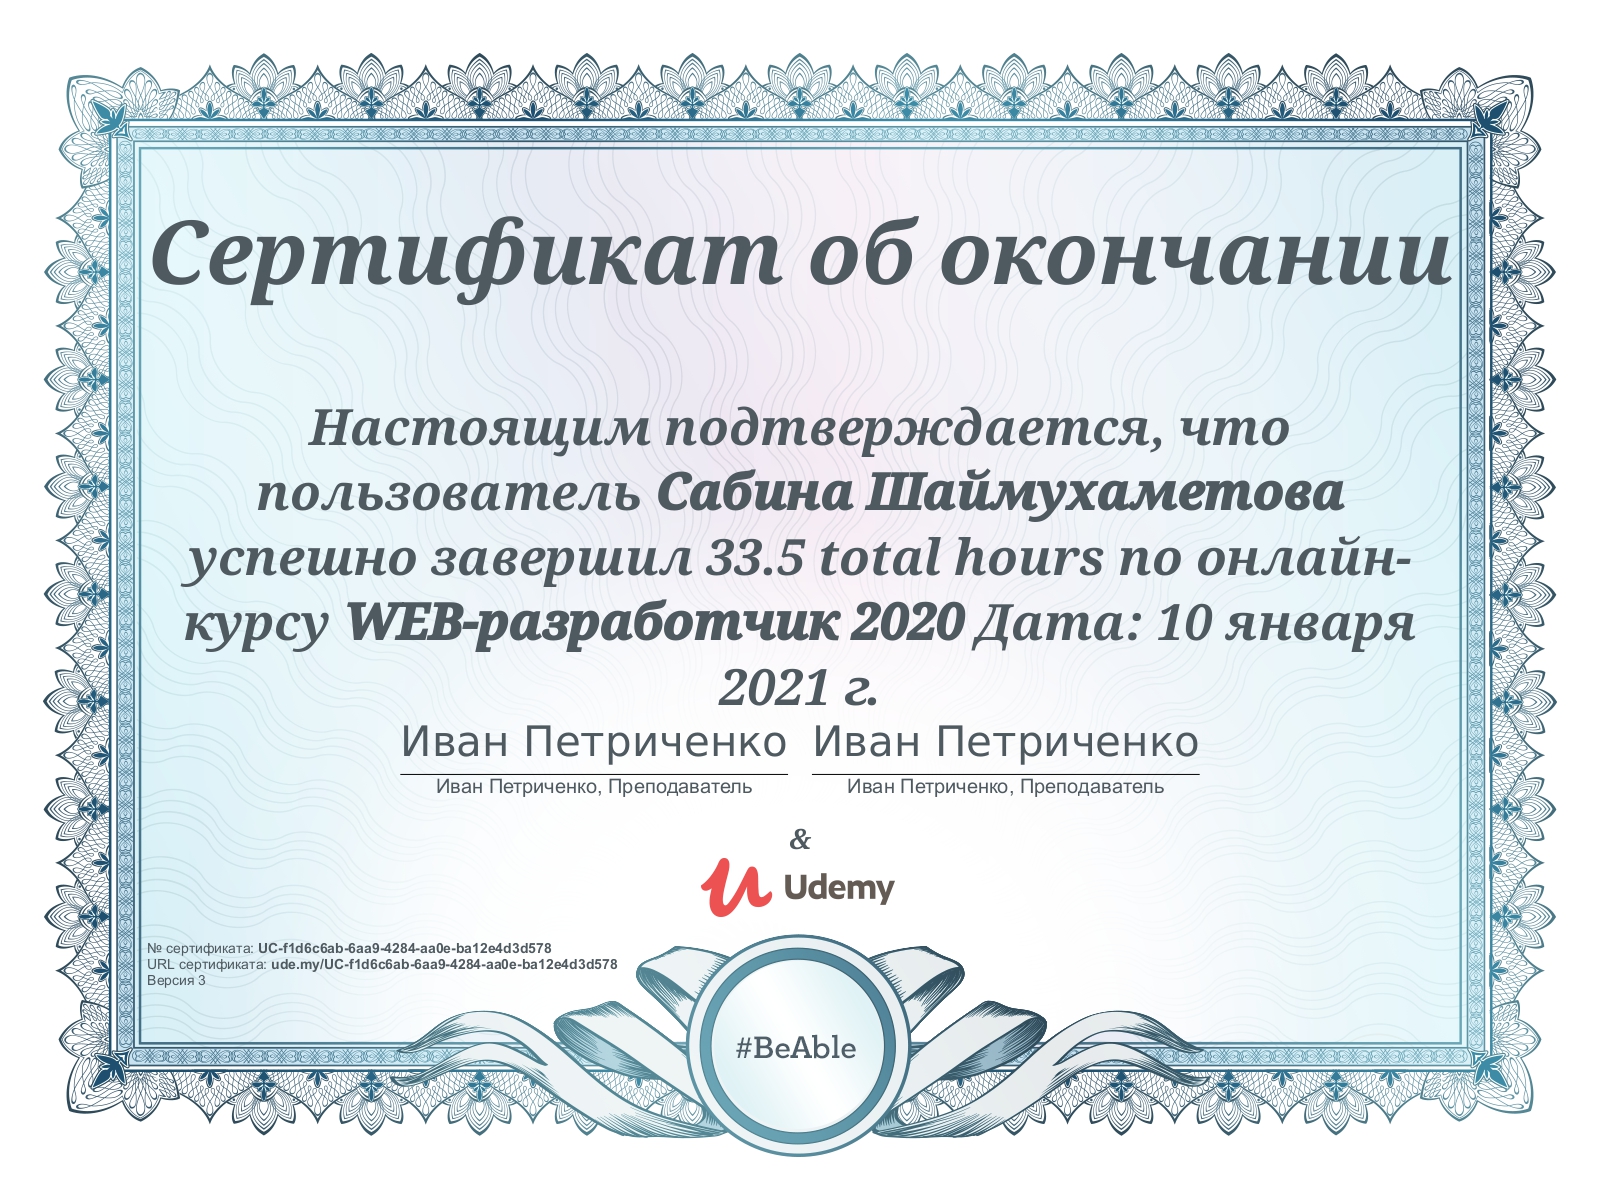 Сертификат об окончании
Настоящим подтверждается, что
пользователь Сабина Шаймухаметова
успешно завершил 33.5 total hours по онлайн-
курсу WEB-разработчик 2020 Дата: 10 января
2021 г.
Иван Петриченко Иван Петриченко
Иван Петриченко, Преподаватель Иван Петриченко, Преподаватель
&
Udemy
№ сертификата: UC-f1d6c6ab-6aa9-4284-aa0e-ba12e4d3d578
URL сертификата: ude.my/UC-f1d6c6ab-6aa9-4284-aa0e-ba12e4d3d578
Версия 3
#BeAble